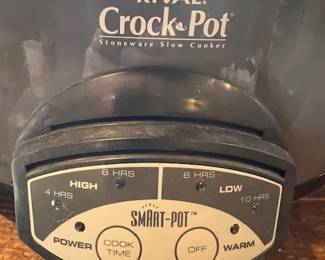 RIVAL®
Crock-Pot®
Stoneware Slow Cooker
6 HRS 8 HRS
HIGH LOW
4 HRS 10 HRS
SMART-POT™
POWER COOK TIME OFF WARM